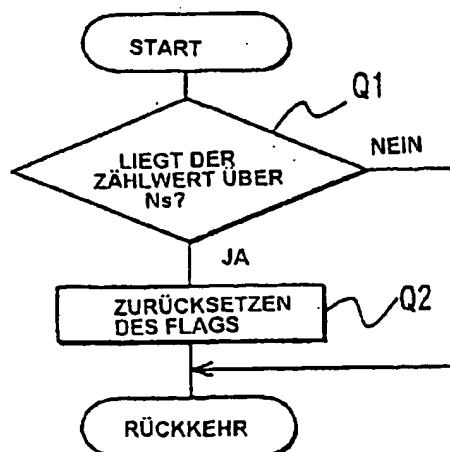 START
Q1
LIEGT DER
ZÄHLWERT ÜBER
Ns?
NEIN
JA
ZURÜCKSETZEN
DES FLAGS
Q2
RÜCKKEHR